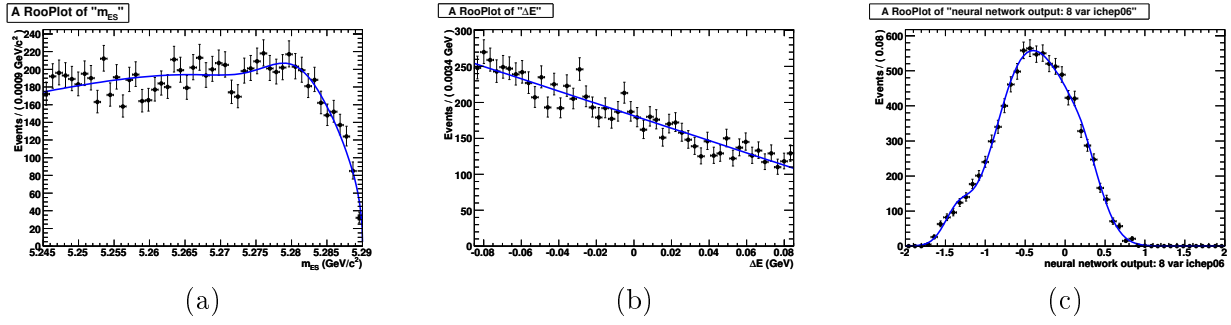 A RooPlot of "m_ES"
Events / ( 0.0009 GeV/c² )
240
220
200
180
160
140
120
100
80
60
40
20
0
5.245 5.25 5.255 5.26 5.265 5.27 5.275 5.28 5.285 5.29
m_ES (GeV/c²)
(a)
A RooPlot of "ΔE"
Events / ( 0.0034 GeV )
300
250
200
150
100
50
0
-0.08 -0.06 -0.04 -0.02 0 0.02 0.04 0.06 0.08
ΔE (GeV)
(b)
A RooPlot of "neural network output: 8 var ichep06"
Events / ( 0.08 )
600
500
400
300
200
100
0
-2 -1.5 -1 -0.5 0 0.5 1 1.5 2
neural network output: 8 var ichep06
(c)